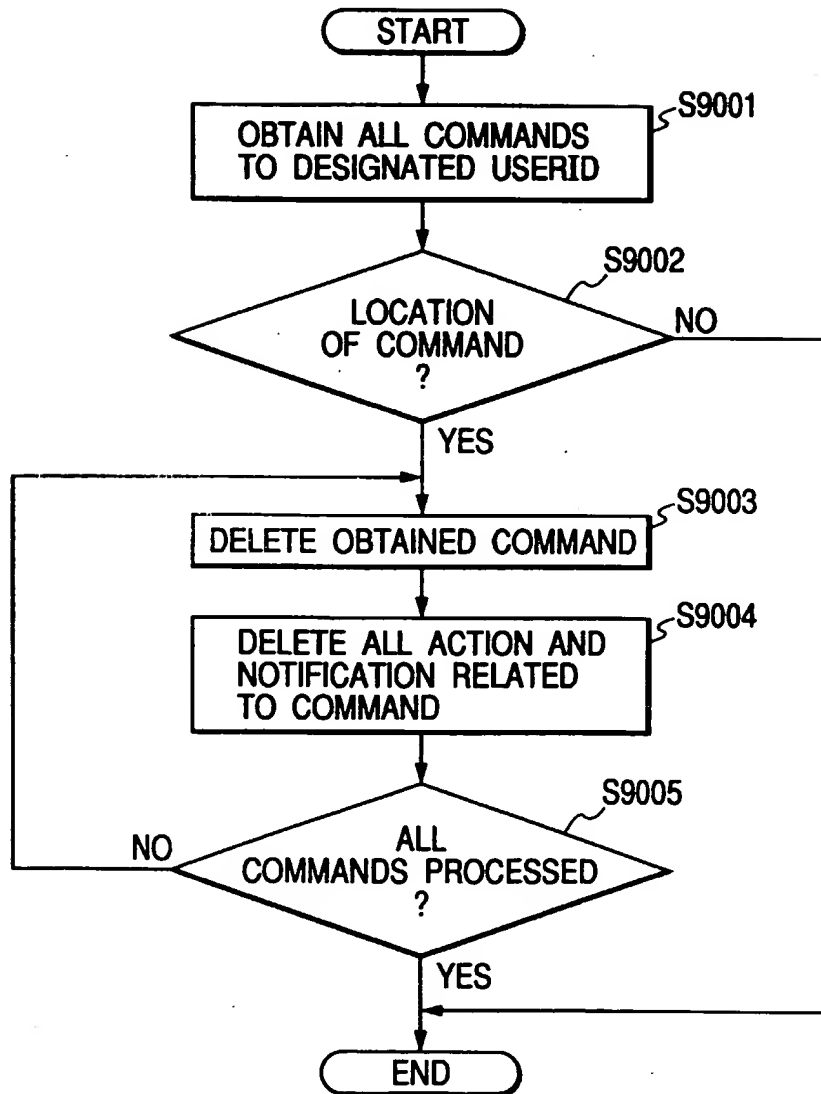 START
S9001
OBTAIN ALL COMMANDS
TO DESIGNATED USERID
S9002
LOCATION
OF COMMAND
?
NO
YES
S9003
DELETE OBTAINED COMMAND
S9004
DELETE ALL ACTION AND
NOTIFICATION RELATED
TO COMMAND
S9005
NO
ALL
COMMANDS PROCESSED
?
YES
END